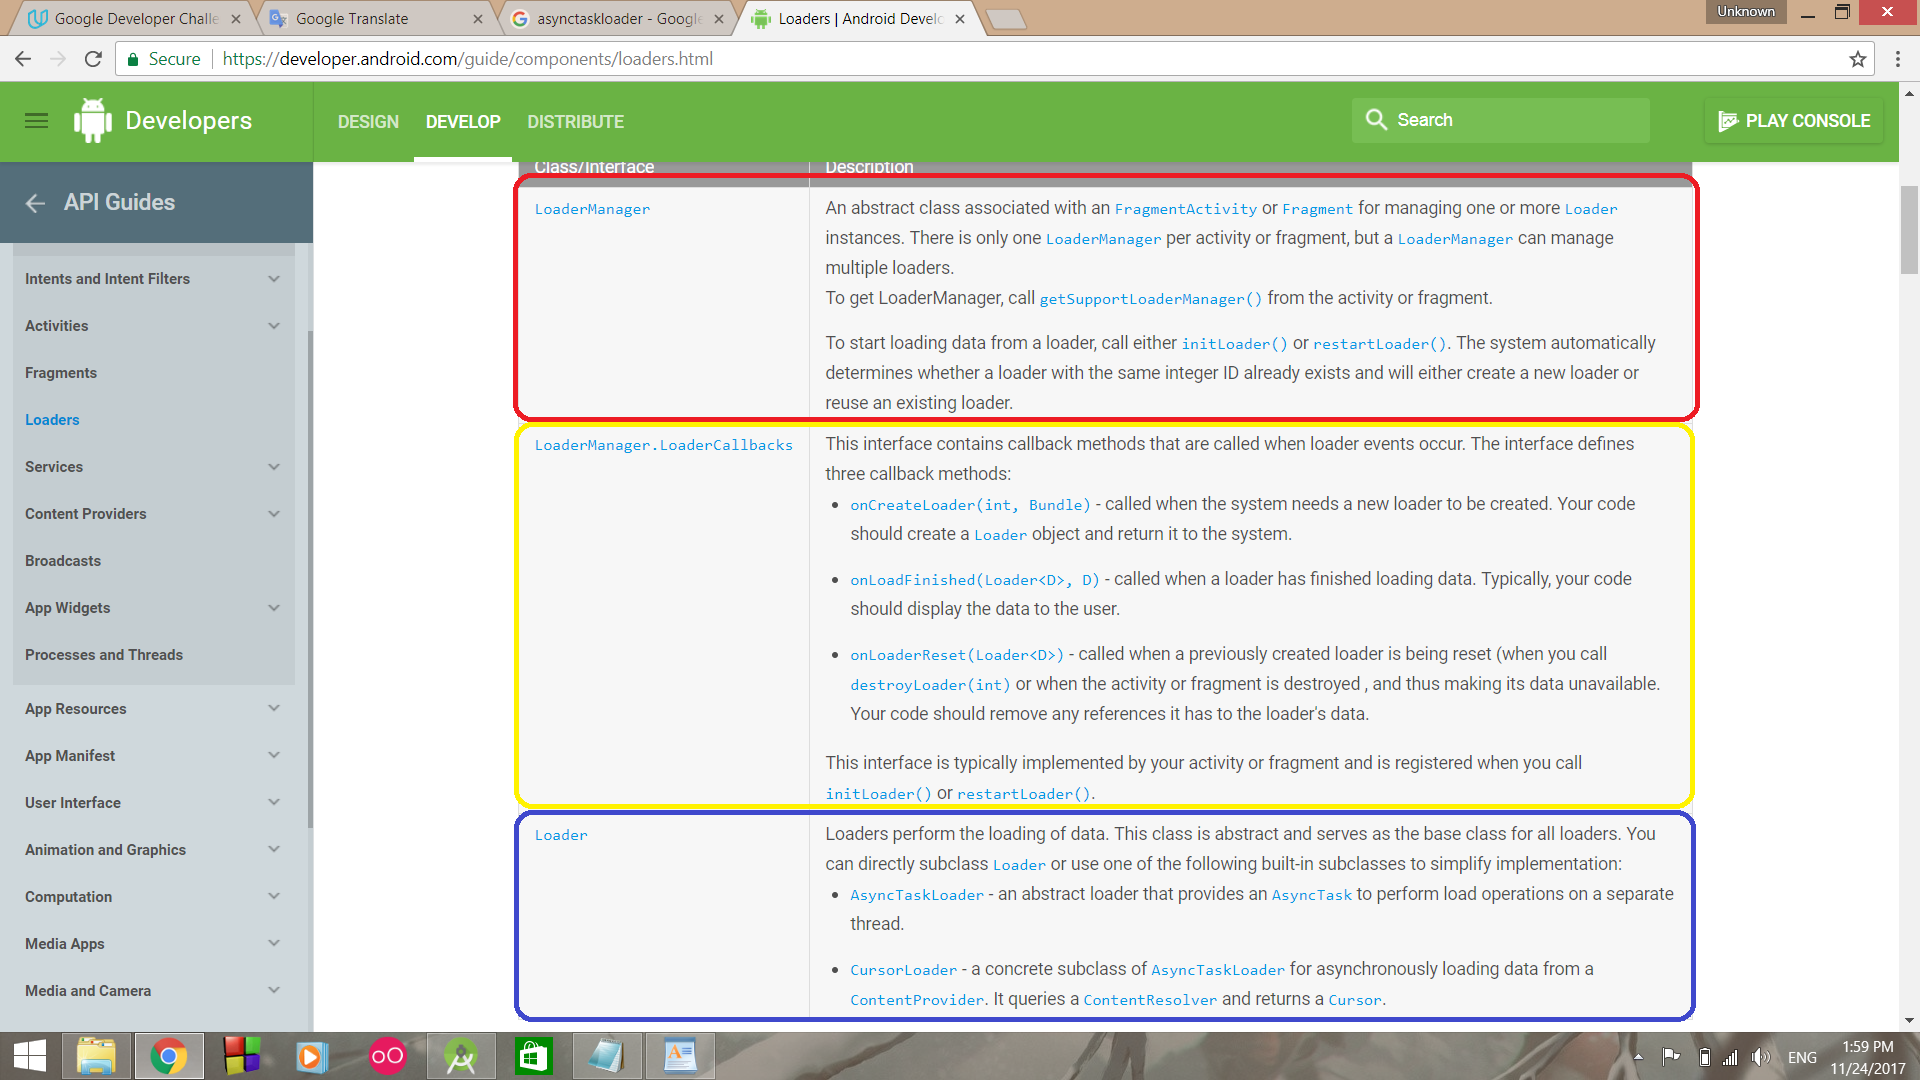 Google Developer Challe
Google Translate
asynctaskloader - Google
Loaders | Android Develo
Unknown
Secure
https://developer.android.com/guide/components/loaders.html
Developers
DESIGN
DEVELOP
DISTRIBUTE
Search
PLAY CONSOLE
API Guides
Intents and Intent Filters
Activities
Fragments
Loaders
Services
Content Providers
Broadcasts
App Widgets
Processes and Threads
App Resources
App Manifest
User Interface
Animation and Graphics
Computation
Media Apps
Media and Camera
Class/Interface
Description
LoaderManager
An abstract class associated with an FragmentActivity or Fragment for managing one or more Loader
instances. There is only one LoaderManager per activity or fragment, but a LoaderManager can manage
multiple loaders.
To get LoaderManager, call getSupportLoaderManager() from the activity or fragment.
To start loading data from a loader, call either initLoader() or restartLoader(). The system automatically
determines whether a loader with the same integer ID already exists and will either create a new loader or
reuse an existing loader.
LoaderManager.LoaderCallbacks
This interface contains callback methods that are called when loader events occur. The interface defines
three callback methods:
• onCreateLoader(int, Bundle) - called when the system needs a new loader to be created. Your code
should create a Loader object and return it to the system.
• onLoadFinished(Loader<D>, D) - called when a loader has finished loading data. Typically, your code
should display the data to the user.
• onLoaderReset(Loader<D>) - called when a previously created loader is being reset (when you call
destroyLoader(int) or when the activity or fragment is destroyed , and thus making its data unavailable.
Your code should remove any references it has to the loader's data.
This interface is typically implemented by your activity or fragment and is registered when you call
initLoader() or restartLoader().
Loader
Loaders perform the loading of data. This class is abstract and serves as the base class for all loaders. You
can directly subclass Loader or use one of the following built-in subclasses to simplify implementation:
• AsyncTaskLoader - an abstract loader that provides an AsyncTask to perform load operations on a separate
thread.
• CursorLoader - a concrete subclass of AsyncTaskLoader for asynchronously loading data from a
ContentProvider. It queries a ContentResolver and returns a Cursor.
ENG
1:59 PM
11/24/2017